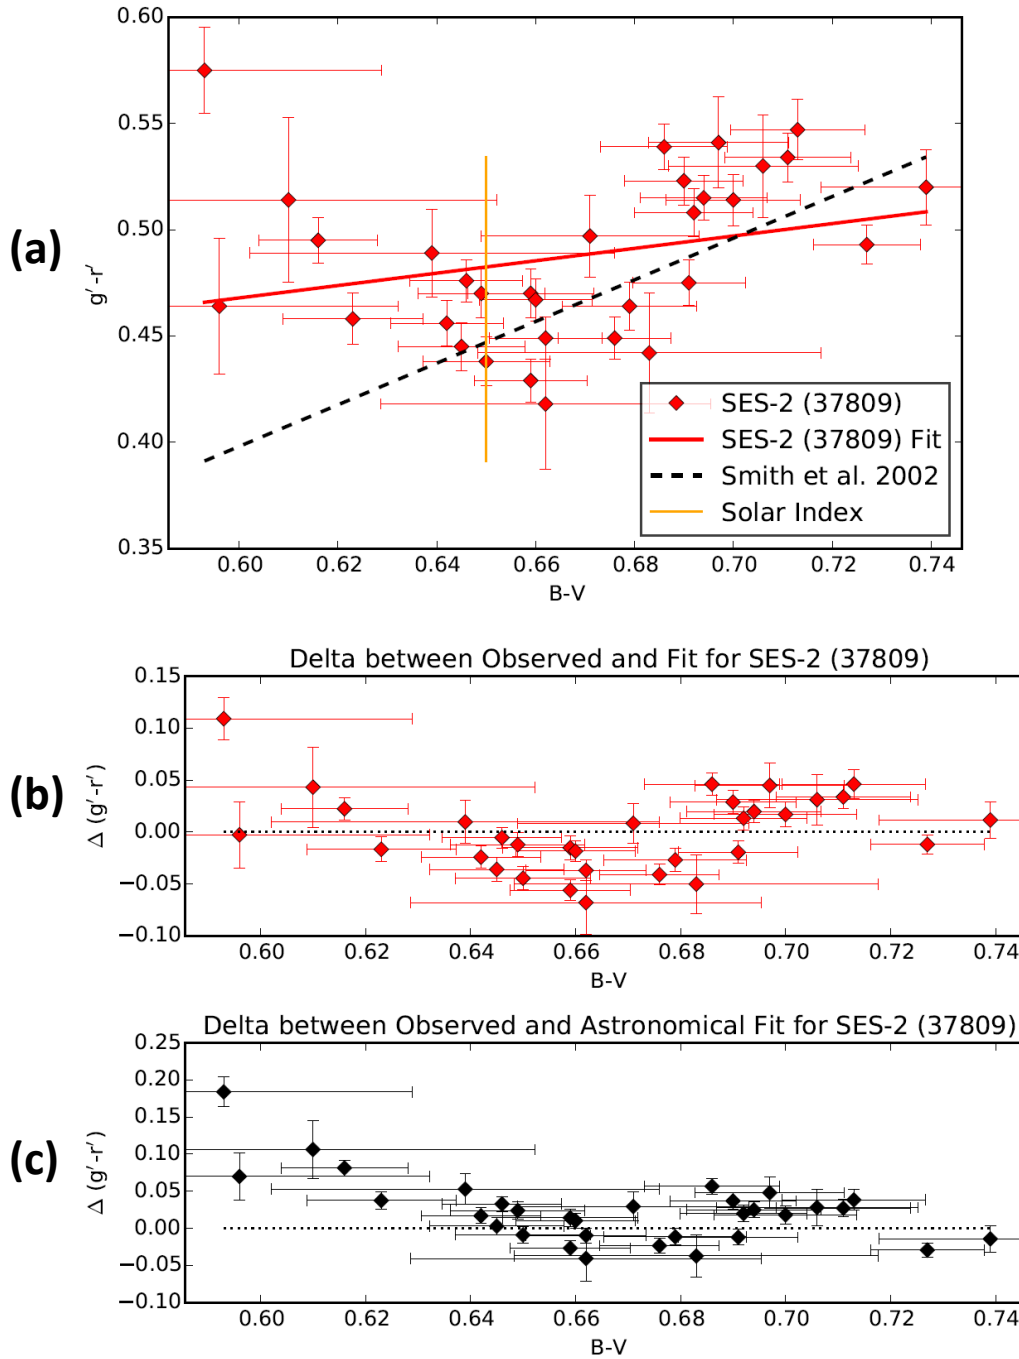 (a)
0.60
0.55
0.50
0.45
0.40
0.35
g′-r′
SES-2 (37809)
SES-2 (37809) Fit
Smith et al. 2002
Solar Index
0.60 0.62 0.64 0.66 0.68 0.70 0.72 0.74
B-V
(b)
Delta between Observed and Fit for SES-2 (37809)
0.15
0.10
0.05
0.00
−0.05
−0.10
Δ (g′-r′)
0.60 0.62 0.64 0.66 0.68 0.70 0.72 0.74
B-V
(c)
Delta between Observed and Astronomical Fit for SES-2 (37809)
0.25
0.20
0.15
0.10
0.05
0.00
−0.05
−0.10
Δ (g′-r′)
0.60 0.62 0.64 0.66 0.68 0.70 0.72 0.74
B-V